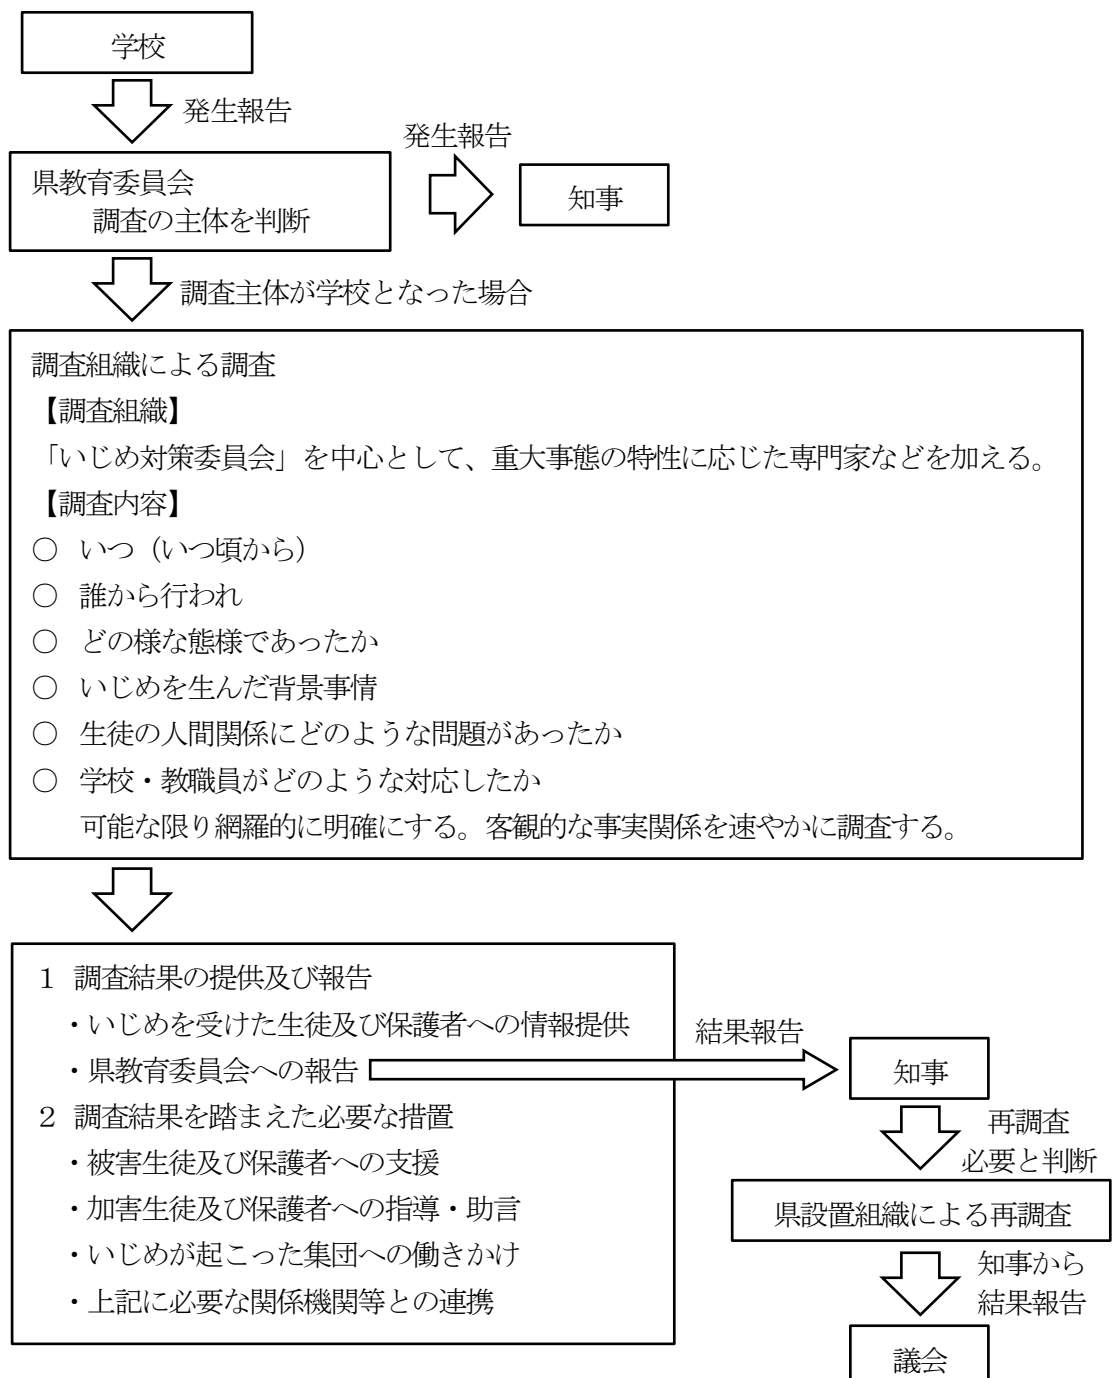 学校
発生報告
発生報告
県教育委員会
調査の主体を判断
知事
調査主体が学校となった場合
調査組織による調査
【調査組織】
「いじめ対策委員会」を中心として、重大事態の特性に応じた専門家などを加える。
【調査内容】
○ いつ（いつ頃から）
○ 誰から行われ
○ どの様な態様であったか
○ いじめを生んだ背景事情
○ 生徒の人間関係にどのような問題があったか
○ 学校・教職員がどのような対応したか
可能な限り網羅的に明確にする。客観的な事実関係を速やかに調査する。
１ 調査結果の提供及び報告
・いじめを受けた生徒及び保護者への情報提供
・県教育委員会への報告
２ 調査結果を踏まえた必要な措置
・被害生徒及び保護者への支援
・加害生徒及び保護者への指導・助言
・いじめが起こった集団への働きかけ
・上記に必要な関係機関等との連携
結果報告
知事
再調査
必要と判断
県設置組織による再調査
知事から
結果報告
議会